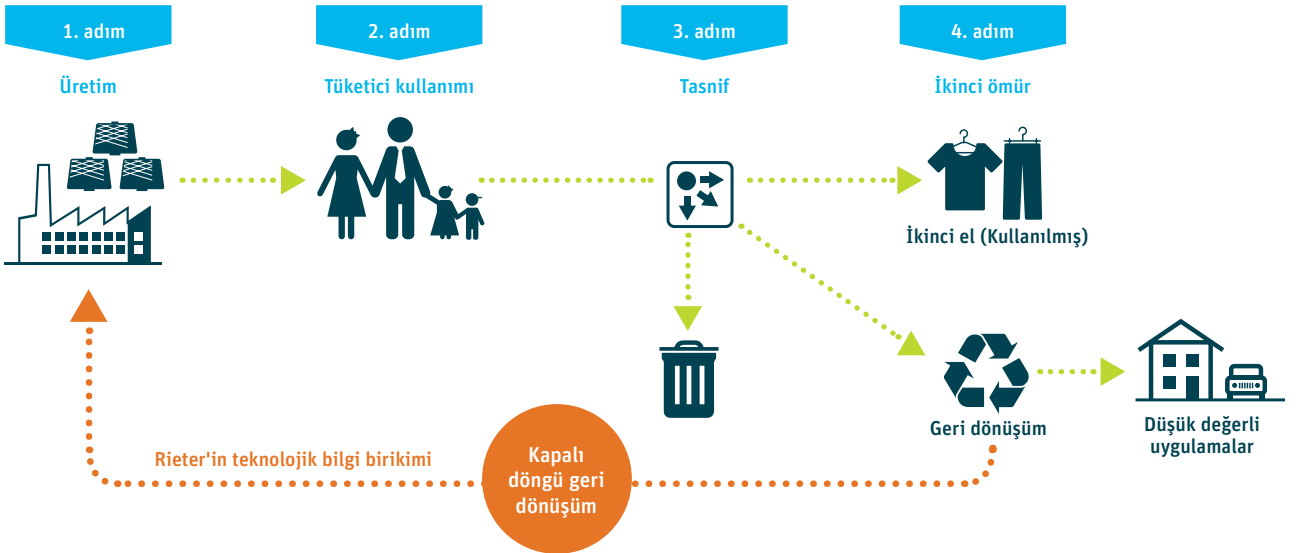 1. adım
2. adım
3. adım
4. adım
Üretim
Tüketici kullanımı
Tasnif
İkinci ömür
İkinci el (Kullanılmış)
Geri dönüşüm
Düşük değerli
uygulamalar
Rieter'in teknolojik bilgi birikimi
Kapalı
döngü geri
dönüşüm